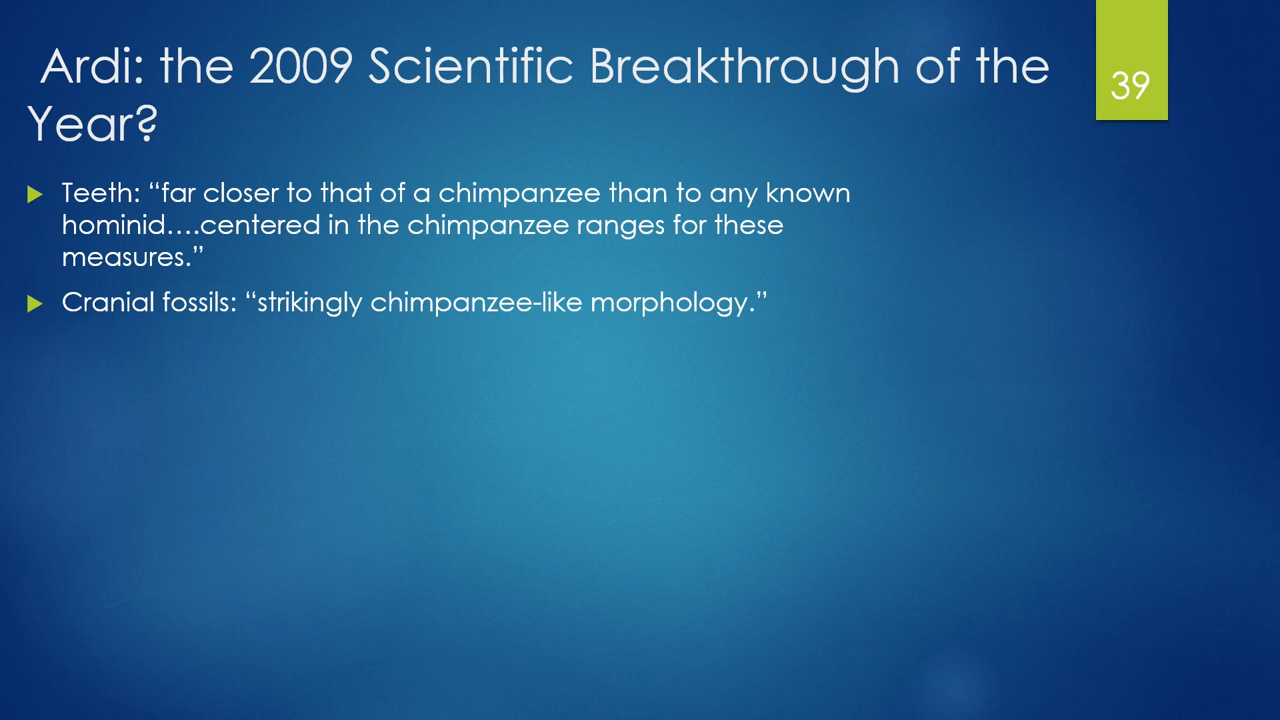 Ardi: the 2009 Scientific Breakthrough of the
Year?
39
Teeth: “far closer to that of a chimpanzee than to any known
hominid….centered in the chimpanzee ranges for these
measures.”
Cranial fossils: “strikingly chimpanzee-like morphology.”